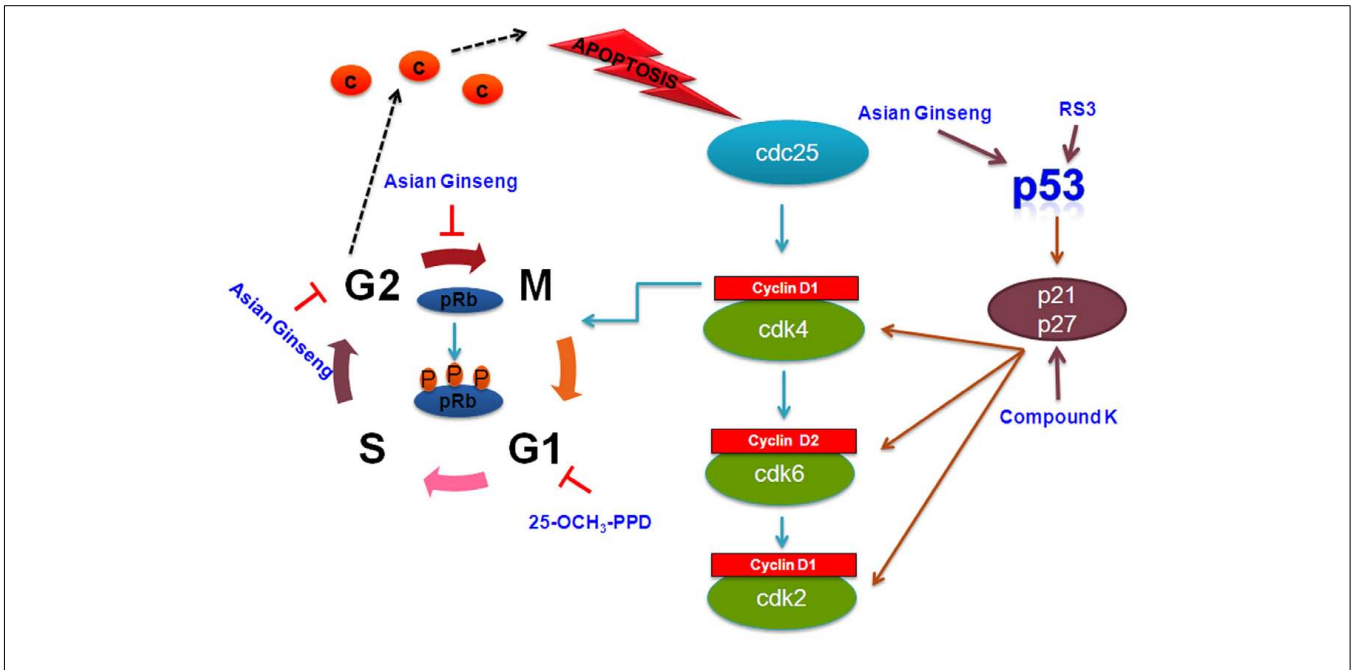 APOPTOSIS
c
c
c
cdc25
Asian Ginseng
RS3
p53
Asian Ginseng
G2
M
pRb
Asian Ginseng
P P P
pRb
S
G1
25-OCH₃-PPD
Cyclin D1
cdk4
p21
p27
Compound K
Cyclin D2
cdk6
Cyclin D1
cdk2